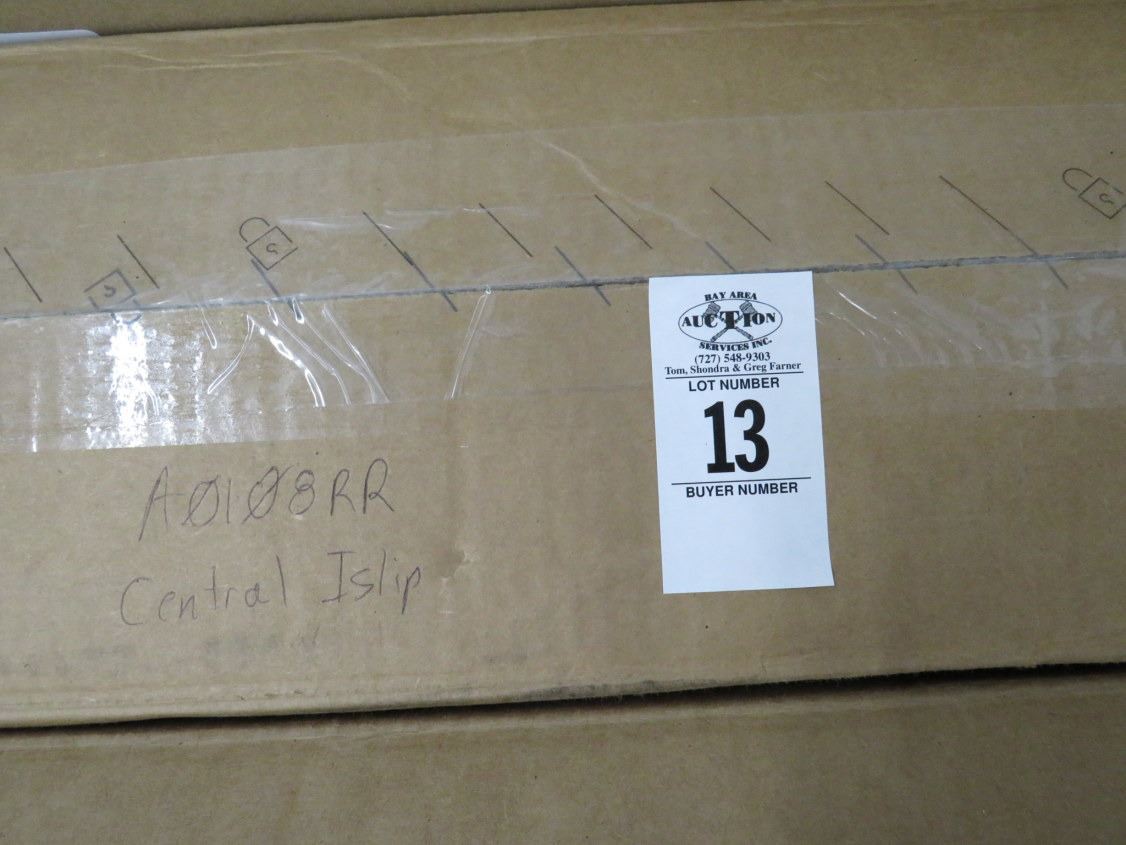 BAY AREA
AUCTION
SERVICES INC.
(727) 548-9303
Tom, Shondra & Greg Farner
LOT NUMBER
13
BUYER NUMBER
AØ1Ø8RR
Central Islip